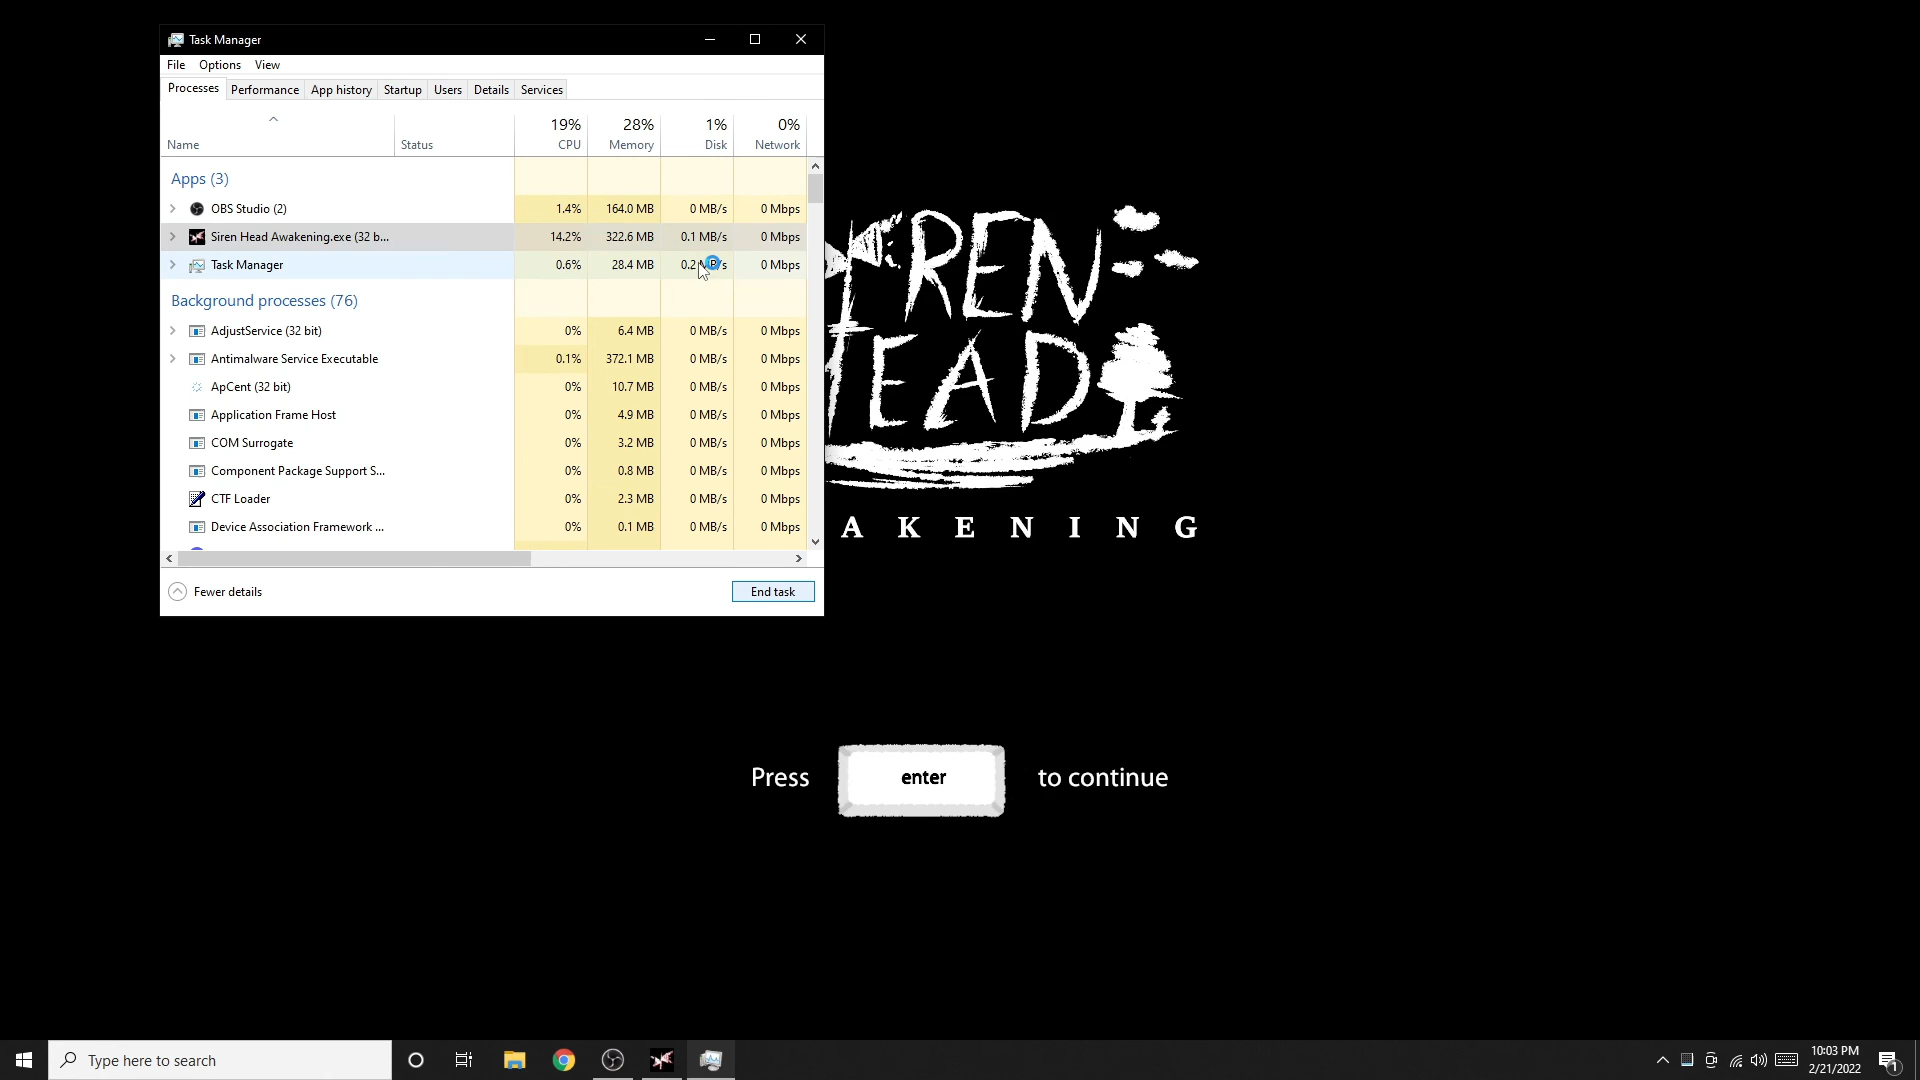 Task Manager
File Options View
Processes Performance App history Startup Users Details Services
19% 28% 1% 0%
Name Status CPU Memory Disk Network
Apps (3)
OBS Studio (2) 1.4% 164.0 MB 0 MB/s 0 Mbps
Siren Head Awakening.exe (32 b... 14.2% 322.6 MB 0.1 MB/s 0 Mbps
Task Manager 0.6% 28.4 MB 0 Mbps
Background processes (76)
AdjustService (32 bit) 0% 6.4 MB 0 MB/s 0 Mbps
Antimalware Service Executable 0.1% 372.1 MB 0 MB/s 0 Mbps
ApCent (32 bit) 0% 10.7 MB 0 MB/s 0 Mbps
Application Frame Host 0% 4.9 MB 0 MB/s 0 Mbps
COM Surrogate 0% 3.2 MB 0 MB/s 0 Mbps
Component Package Support S... 0% 0.8 MB 0 MB/s 0 Mbps
CTF Loader 0% 2.3 MB 0 MB/s 0 Mbps
Device Association Framework ... 0% 0.1 MB 0 MB/s 0 Mbps
Fewer details End task
REN
EAD
AKENING
Press enter to continue
Type here to search
10:03 PM
2/21/2022
1